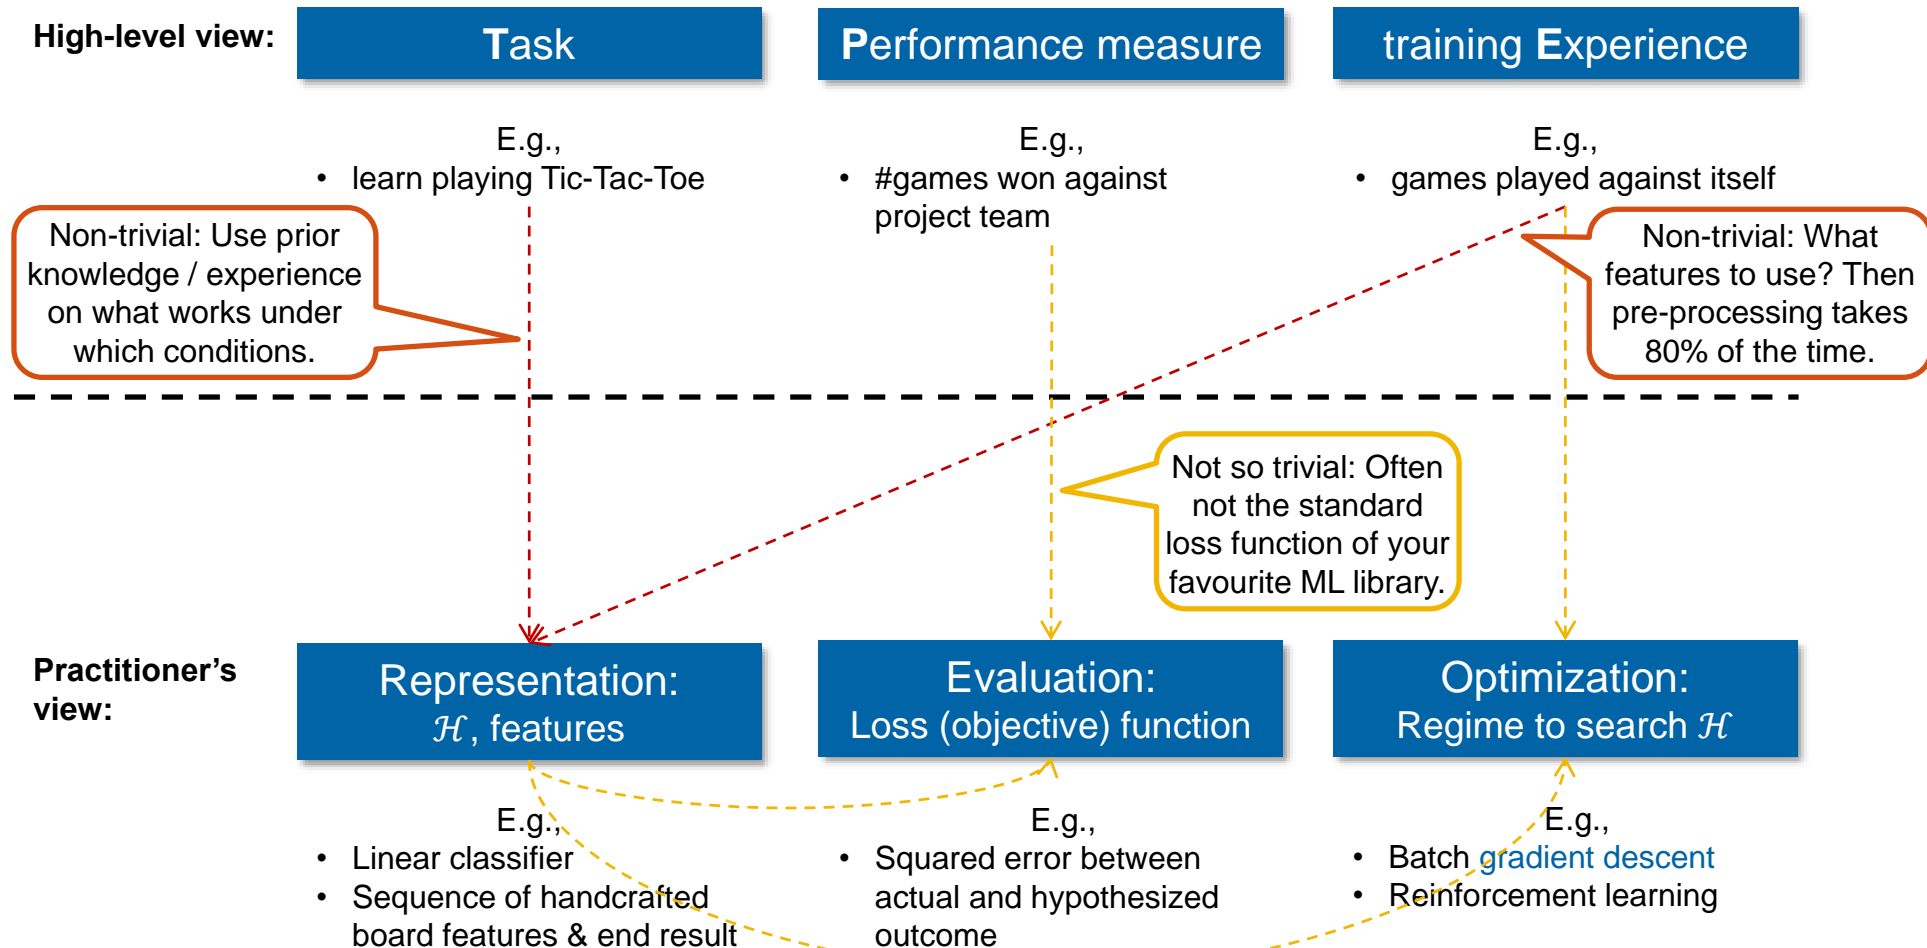 High-level view:
Task
Performance measure
training Experience
E.g.,
• learn playing Tic-Tac-Toe
E.g.,
• #games won against
project team
E.g.,
• games played against itself
Non-trivial: Use prior
knowledge / experience
on what works under
which conditions.
Non-trivial: What
features to use? Then
pre-processing takes
80% of the time.
Not so trivial: Often
not the standard
loss function of your
favourite ML library.
Practitioner’s
view:
Representation:
ℋ, features
Evaluation:
Loss (objective) function
Optimization:
Regime to search ℋ
E.g.,
• Linear classifier
• Sequence of handcrafted
board features & end result
E.g.,
• Squared error between
actual and hypothesized
outcome
E.g.,
• Batch gradient descent
• Reinforcement learning